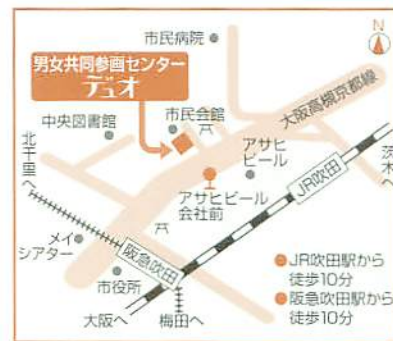 N
市民病院
男女共同参画センター
デュオ
大阪高槻京都線
市民会館
中央図書館
アサヒ
ビール
北千里へ
茨木へ
JR吹田
アサヒビール
会社前
メイ
シアター
阪急吹田
市役所
大阪へ
梅田へ
●JR吹田駅から
徒歩10分
●阪急吹田駅から
徒歩10分